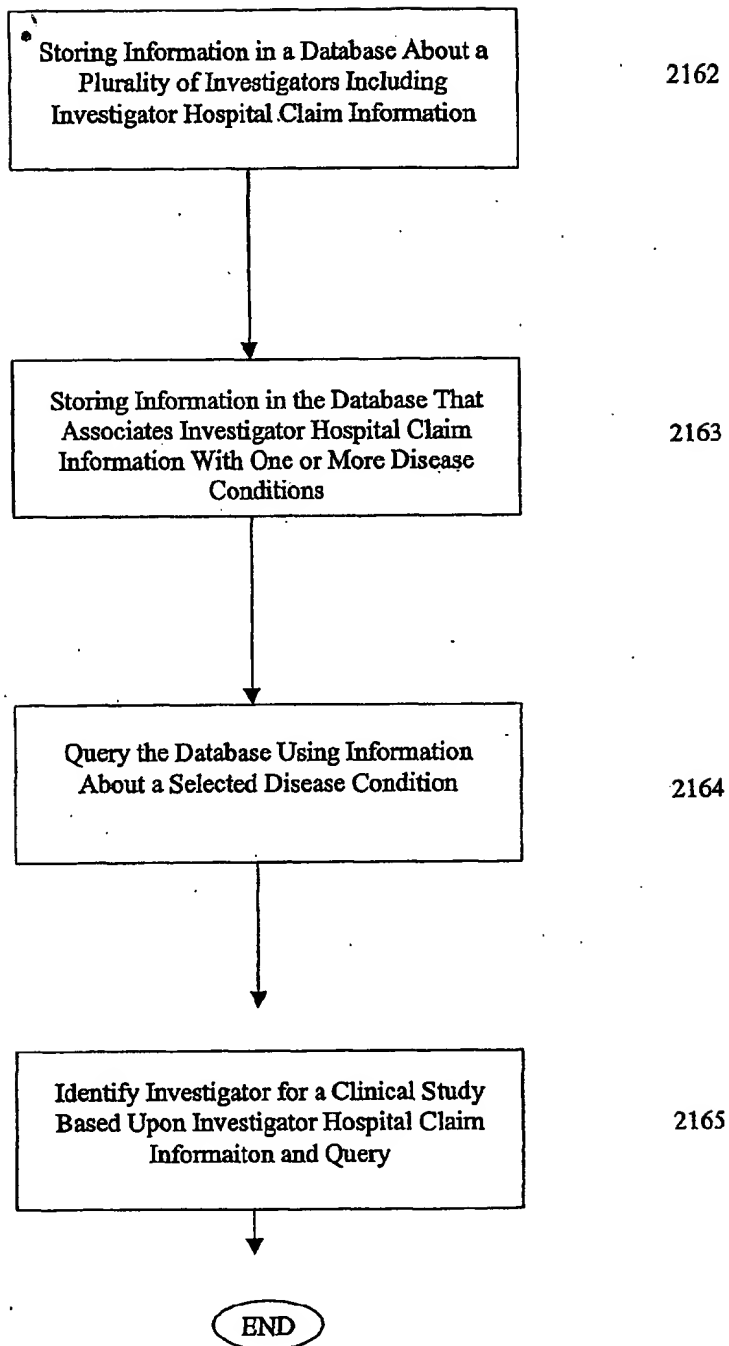 Storing Information in a Database About a
Plurality of Investigators Including
Investigator Hospital Claim Information
2162
Storing Information in the Database That
Associates Investigator Hospital Claim
Information With One or More Disease
Conditions
2163
Query the Database Using Information
About a Selected Disease Condition
2164
Identify Investigator for a Clinical Study
Based Upon Investigator Hospital Claim
Informaiton and Query
2165
END